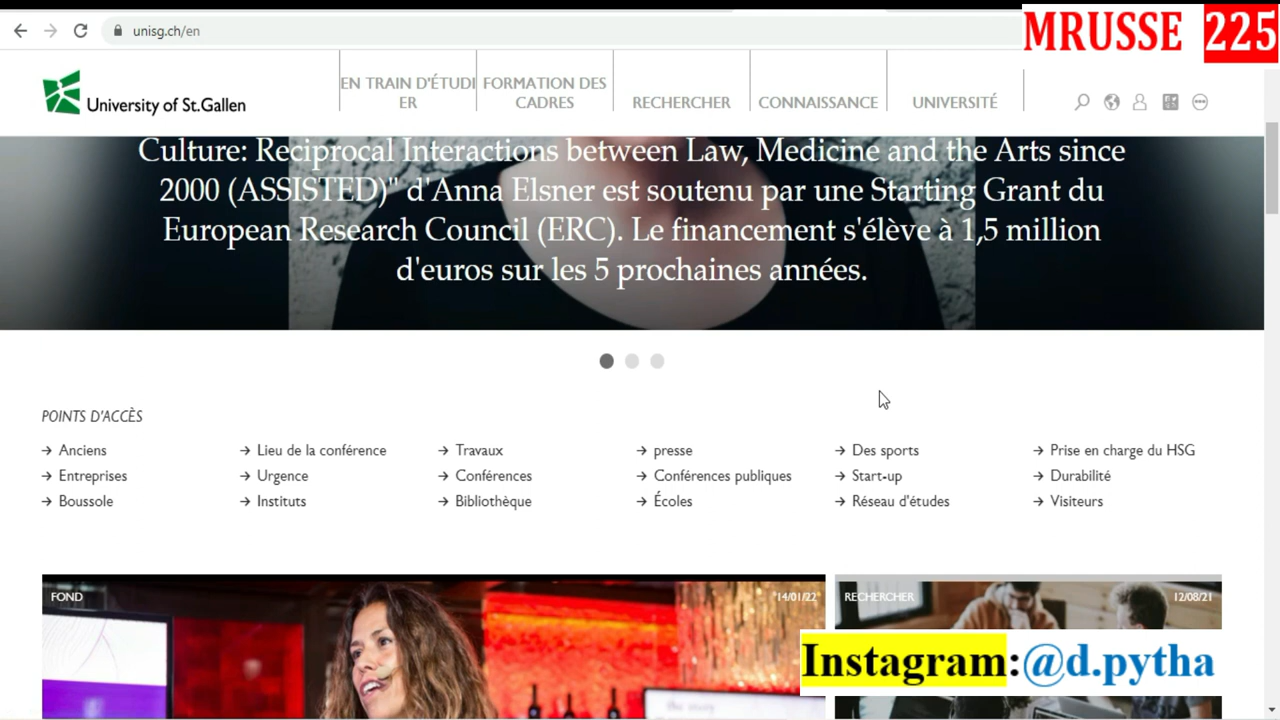 unisg.ch/en
MRUSSE 225
University of St.Gallen
EN TRAIN D'ÉTUDI
ER
FORMATION DES
CADRES
RECHERCHER
CONNAISSANCE
UNIVERSITÉ
Culture: Reciprocal Interactions between Law, Medicine and the Arts since
2000 (ASSISTED)" d'Anna Elsner est soutenu par une Starting Grant du
European Research Council (ERC). Le financement s'élève à 1,5 million
d'euros sur les 5 prochaines années.
POINTS D'ACCÈS
→ Anciens
→ Entreprises
→ Boussole
→ Lieu de la conférence
→ Urgence
→ Instituts
→ Travaux
→ Conférences
→ Bibliothèque
→ presse
→ Conférences publiques
→ Écoles
→ Des sports
→ Start-up
→ Réseau d'études
→ Prise en charge du HSG
→ Durabilité
→ Visiteurs
FOND
14/01/22
RECHERCHER
12/08/21
Instagram:@d.pytha